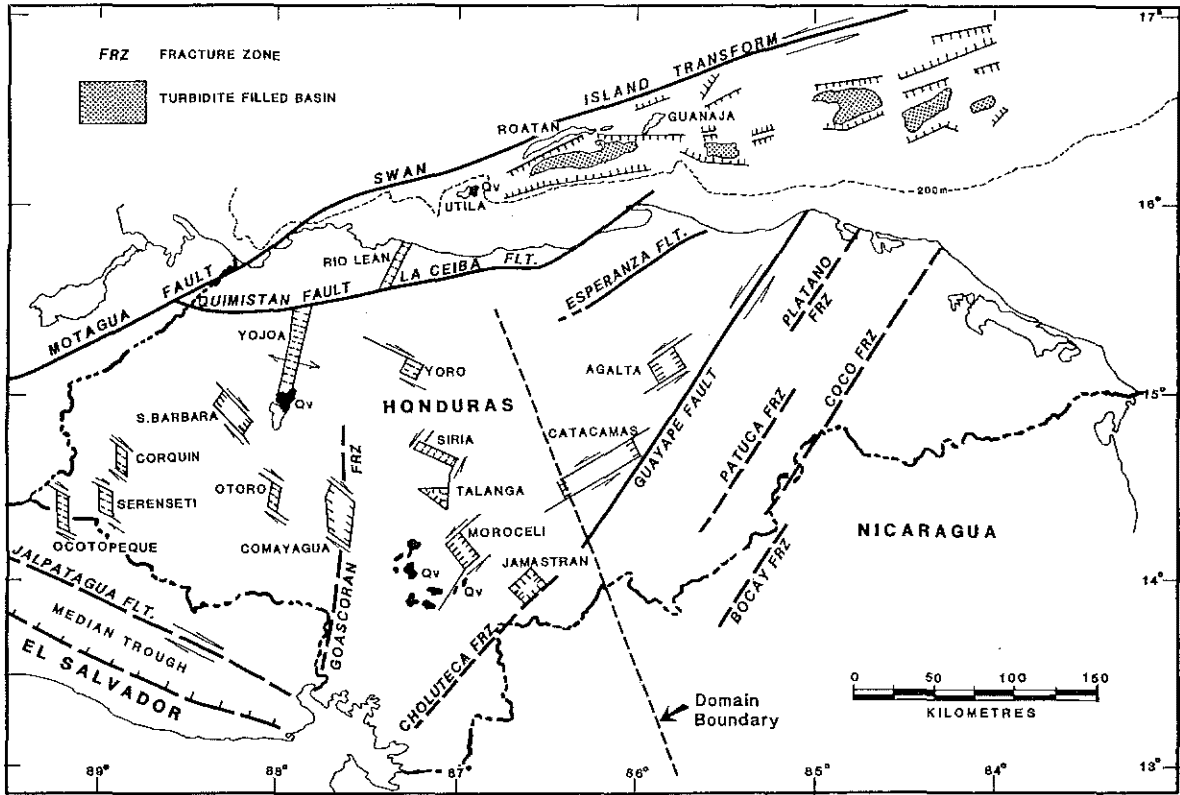 FRZ FRACTURE ZONE
TURBIDITE FILLED BASIN
SWAN ISLAND TRANSFORM
ROATAN
GUANAJA
Qv
UTILA
200m
17°
16°
15°
14°
13°
RIO LEAN
LA CEIBA FLT.
ESPERANZA FLT.
MOTAGUA FAULT
QUIMISTAN FAULT
PLATANO FRZ
YOJOA
YORO
AGALTA
COCO FRZ
Qv
HONDURAS
S.BARBARA
SIRIA
CATACAMAS
GUAYAPE FAULT
PATUCA FRZ
CORQUIN
OTORO
TALANGA
SERENSETI
OCOTOPEQUE
COMAYAGUA
MOROCELI
JAMASTRAN
NICARAGUA
Qv
Qv
BOCAY FRZ
JALPATAGUA FLT.
MEDIAN TROUGH
EL SALVADOR
GOASCORAN FRZ
CHOLUTECA FRZ
Domain
Boundary
0 50 100 150
KILOMETRES
89° 88° 87° 86° 85° 84°